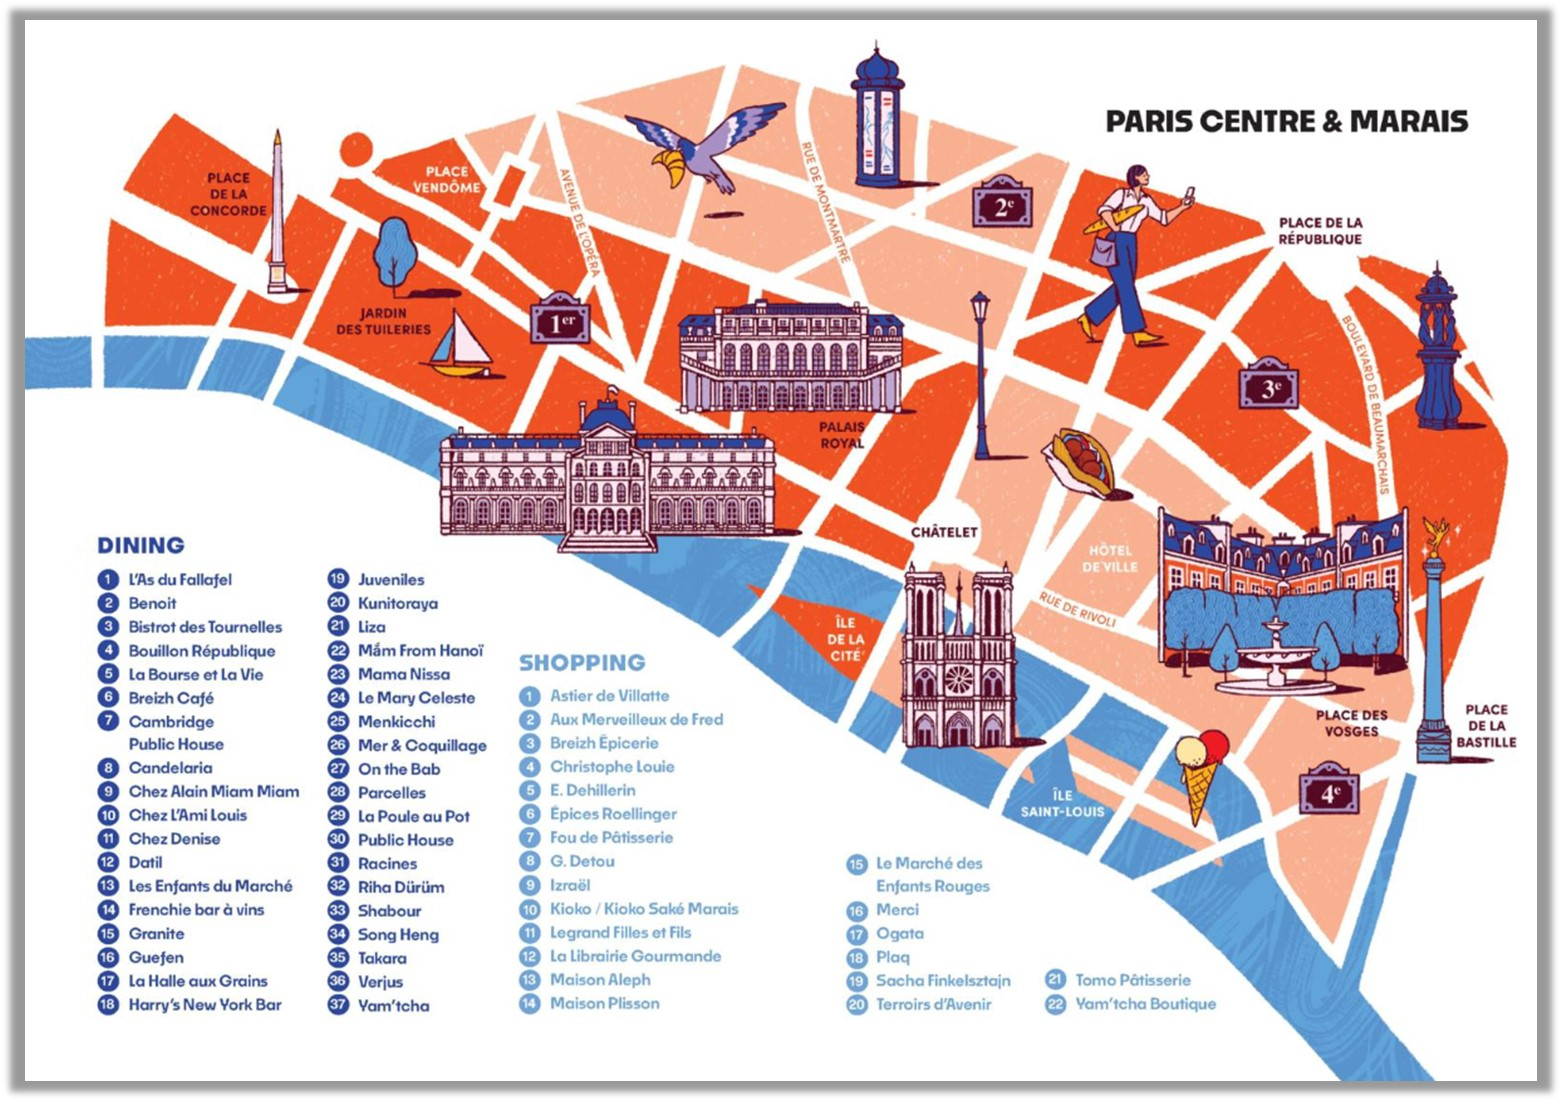 PARIS CENTRE & MARAIS
PLACE
DE LA
CONCORDE
PLACE
VENDÔME
AVENUE DE L'OPÉRA
RUE DE MONTMARTRE
2e
PLACE DE LA
RÉPUBLIQUE
JARDIN
DES TUILERIES
1er
BOULEVARD DE BEAUMARCHAIS
3e
PALAIS
ROYAL
CHÂTELET
HÔTEL
DE VILLE
RUE DE RIVOLI
ÎLE
DE LA
CITÉ
PLACE DES
VOSGES
PLACE
DE LA
BASTILLE
ÎLE
SAINT-LOUIS
4e
DINING
1 L'As du Fallafel
2 Benoit
3 Bistrot des Tournelles
4 Bouillon République
5 La Bourse et La Vie
6 Breizh Café
7 Cambridge
Public House
8 Candelaria
9 Chez Alain Miam Miam
10 Chez L'Ami Louis
11 Chez Denise
12 Datil
13 Les Enfants du Marché
14 Frenchie bar à vins
15 Granite
16 Guefen
17 La Halle aux Grains
18 Harry's New York Bar
19 Juveniles
20 Kunitoraya
21 Liza
22 Mắm From Hanoï
23 Mama Nissa
24 Le Mary Celeste
25 Menkicchi
26 Mer & Coquillage
27 On the Bab
28 Parcelles
29 La Poule au Pot
30 Public House
31 Racines
32 Riha Dürüm
33 Shabour
34 Song Heng
35 Takara
36 Verjus
37 Yam'tcha
SHOPPING
1 Astier de Villatte
2 Aux Merveilleux de Fred
3 Breizh Épicerie
4 Christophe Louie
5 E. Dehillerin
6 Épices Roellinger
7 Fou de Pâtisserie
8 G. Detou
9 Izraël
10 Kioko / Kioko Saké Marais
11 Legrand Filles et Fils
12 La Librairie Gourmande
13 Maison Aleph
14 Maison Plisson
15 Le Marché des
Enfants Rouges
16 Merci
17 Ogata
18 Plaq
19 Sacha Finkelsztajn
20 Terroirs d'Avenir
21 Tomo Pâtisserie
22 Yam'tcha Boutique